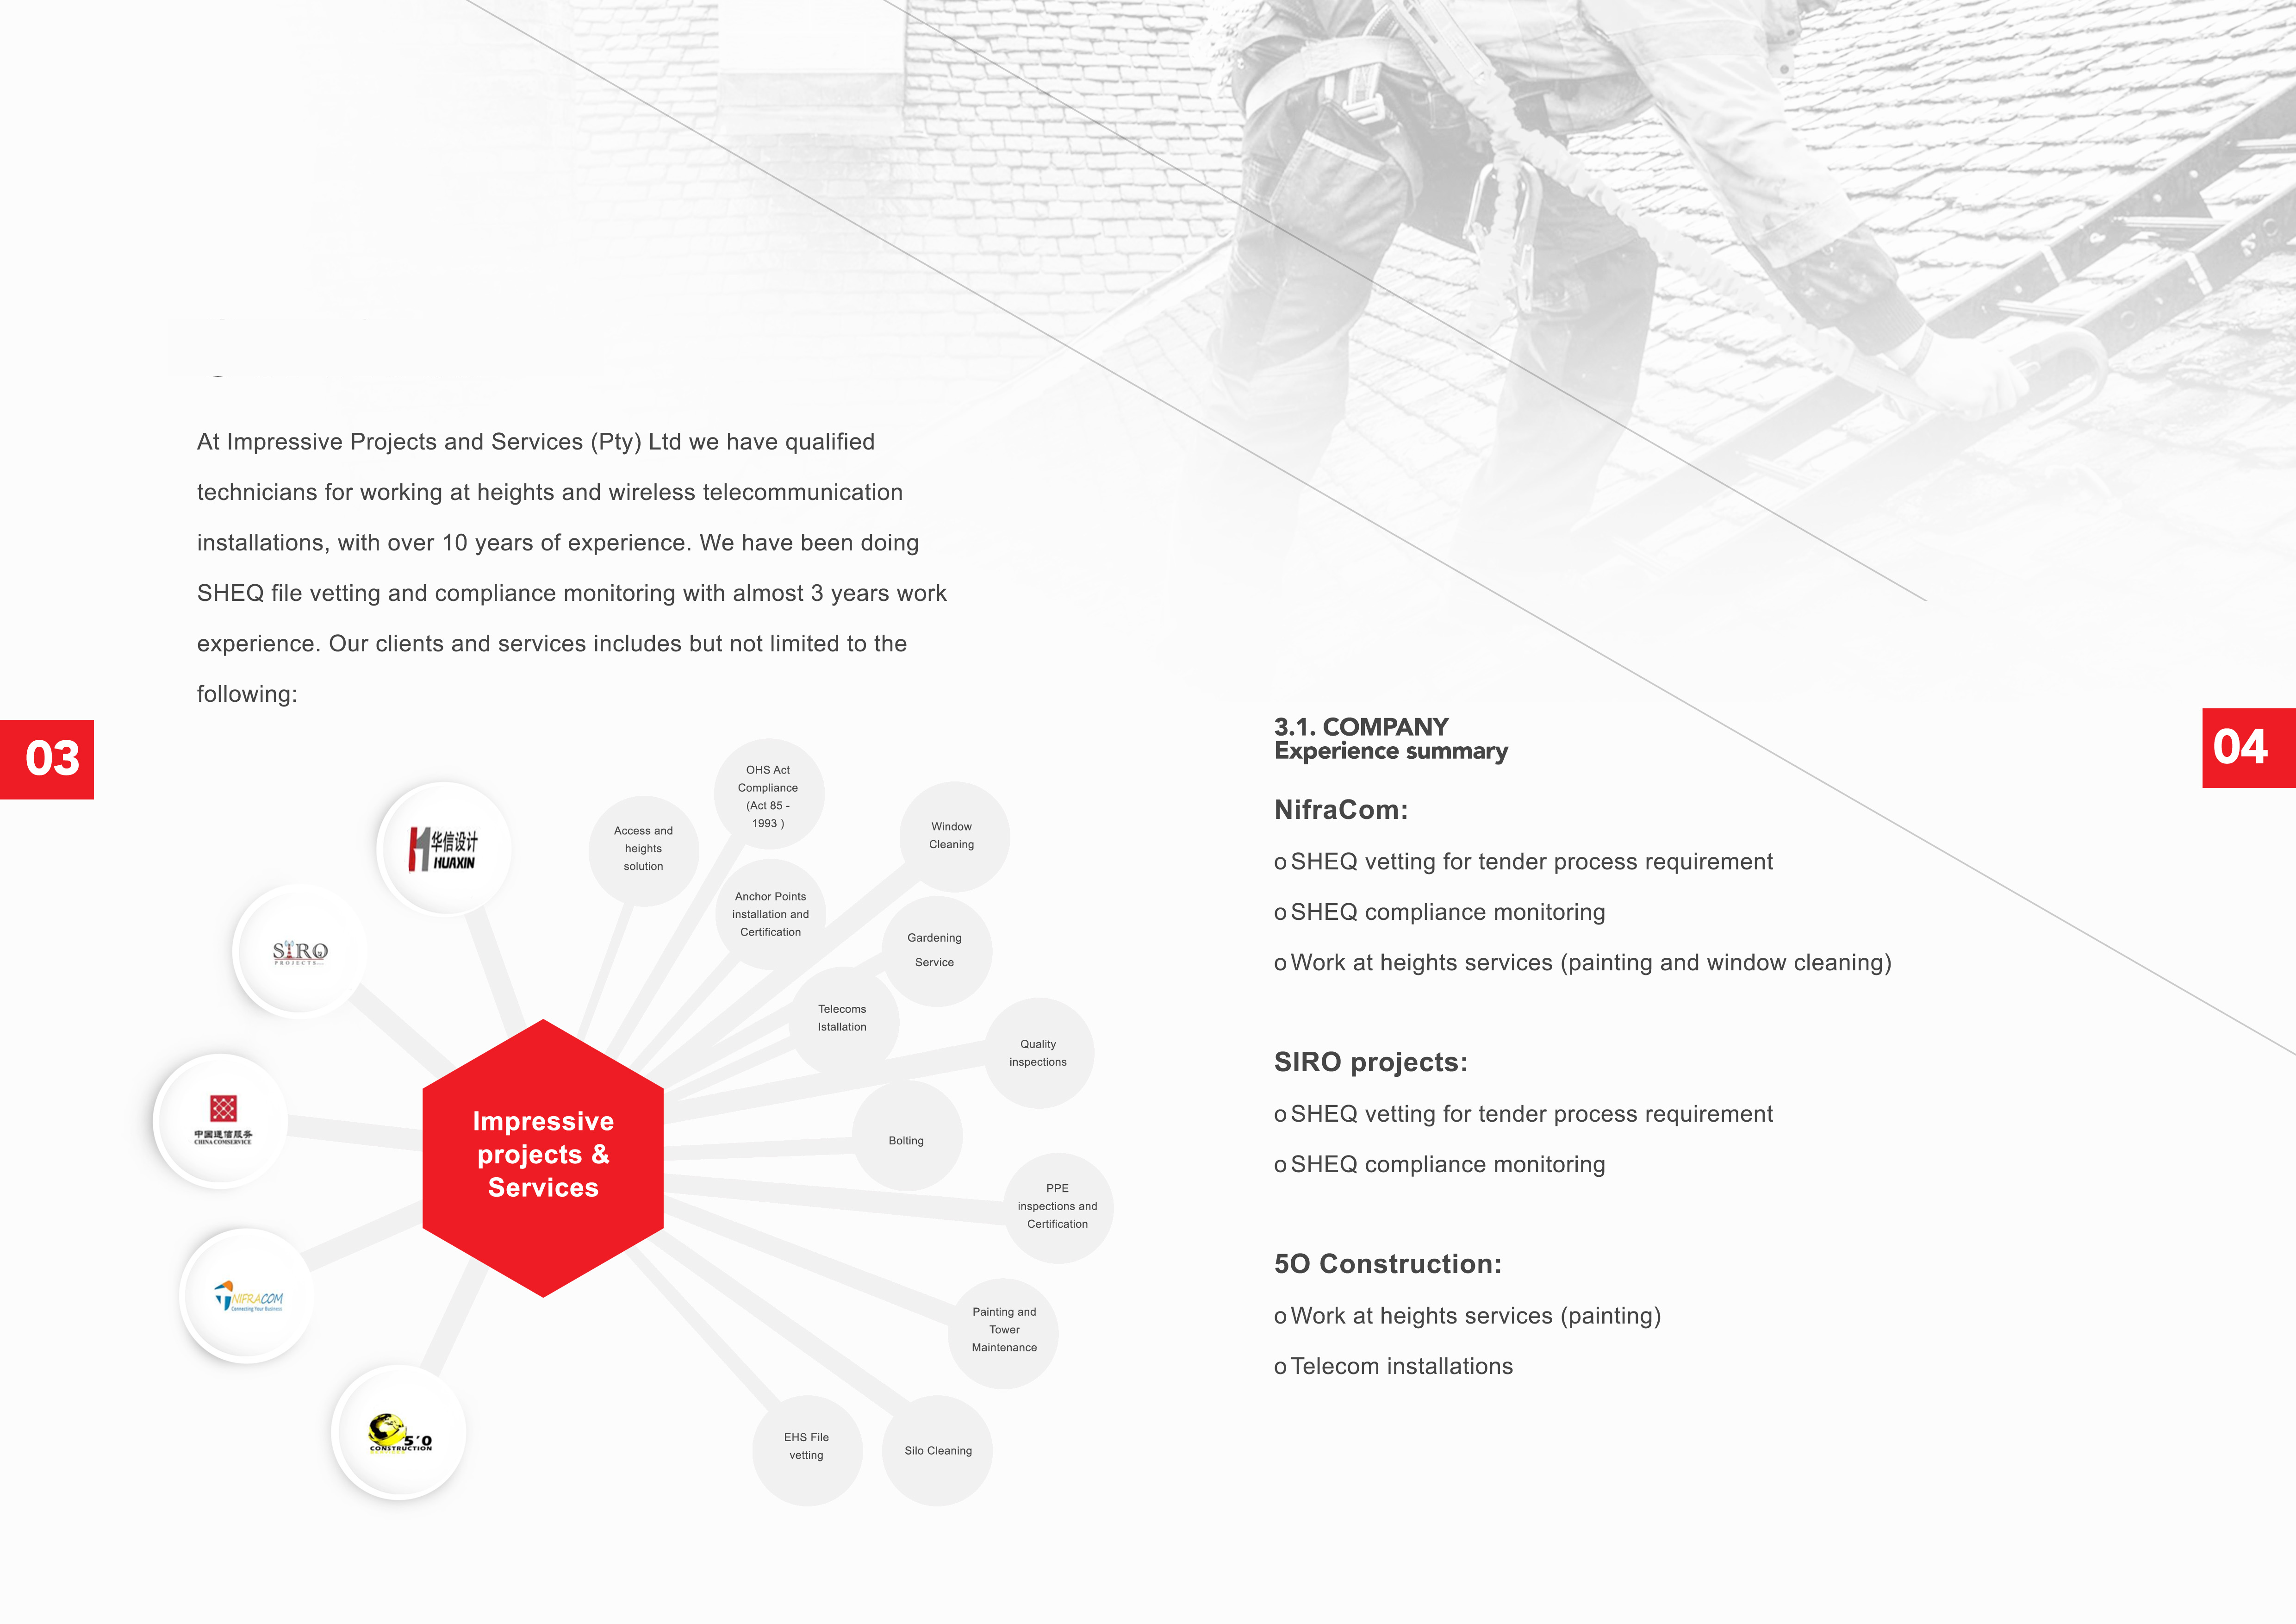 At Impressive Projects and Services (Pty) Ltd we have qualified
technicians for working at heights and wireless telecommunication
installations, with over 10 years of experience. We have been doing
SHEQ file vetting and compliance monitoring with almost 3 years work
experience. Our clients and services includes but not limited to the
following:
03
华信设计
HUAXIN
SIRO
PROJECTS
中国通信服务
CHINA COMSERVICE
NIFRACOM
Connecting Your Business
5´O
CONSTRUCTION
Impressive
projects &
Services
Access and
heights
solution
OHS Act
Compliance
(Act 85 -
1993 )
Anchor Points
installation and
Certification
Window
Cleaning
Gardening
Service
Telecoms
Istallation
Quality
inspections
Bolting
PPE
inspections and
Certification
Painting and
Tower
Maintenance
Silo Cleaning
EHS File
vetting
3.1. COMPANY
Experience summary
NifraCom:
o SHEQ vetting for tender process requirement
o SHEQ compliance monitoring
o Work at heights services (painting and window cleaning)
SIRO projects:
o SHEQ vetting for tender process requirement
o SHEQ compliance monitoring
5O Construction:
o Work at heights services (painting)
o Telecom installations
04